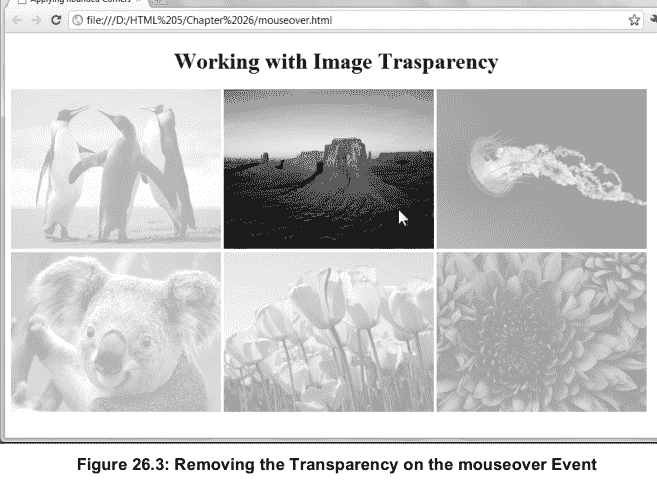 Applying Rounded Corners
file:///D:/HTML%205/Chapter%2026/mouseover.html
Working with Image Trasparency
Figure 26.3: Removing the Transparency on the mouseover Event